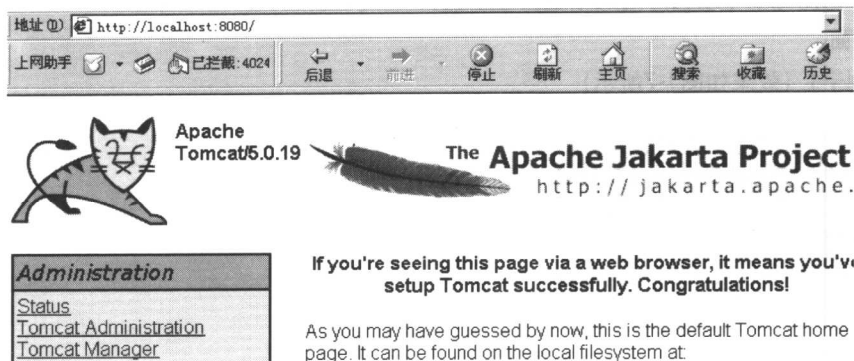 地址(D) http://localhost:8080/
上网助手 已拦截:4024 后退 前进 停止 刷新 主页 搜索 收藏 历史
Apache
Tomcat/5.0.19
The Apache Jakarta Project
http://jakarta.apache.
Administration
Status
Tomcat Administration
Tomcat Manager
If you're seeing this page via a web browser, it means you've
setup Tomcat successfully. Congratulations!
As you may have guessed by now, this is the default Tomcat home
page. It can be found on the local filesystem at: